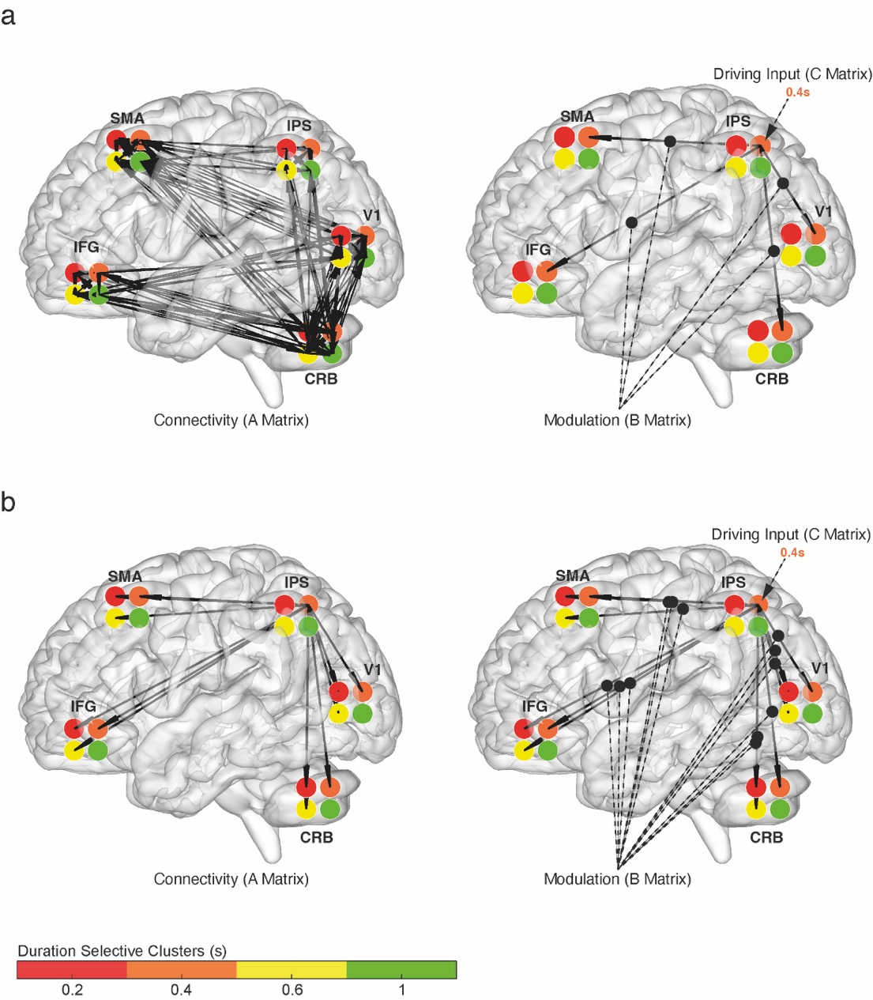 a
Driving Input (C Matrix)
0.4s
SMA
IPS
V1
IFG
CRB
Connectivity (A Matrix)
SMA
IPS
V1
IFG
CRB
Modulation (B Matrix)
b
Driving Input (C Matrix)
0.4s
SMA
IPS
V1
IFG
CRB
Connectivity (A Matrix)
SMA
IPS
V1
IFG
CRB
Modulation (B Matrix)
Duration Selective Clusters (s)
0.2 0.4 0.6 1